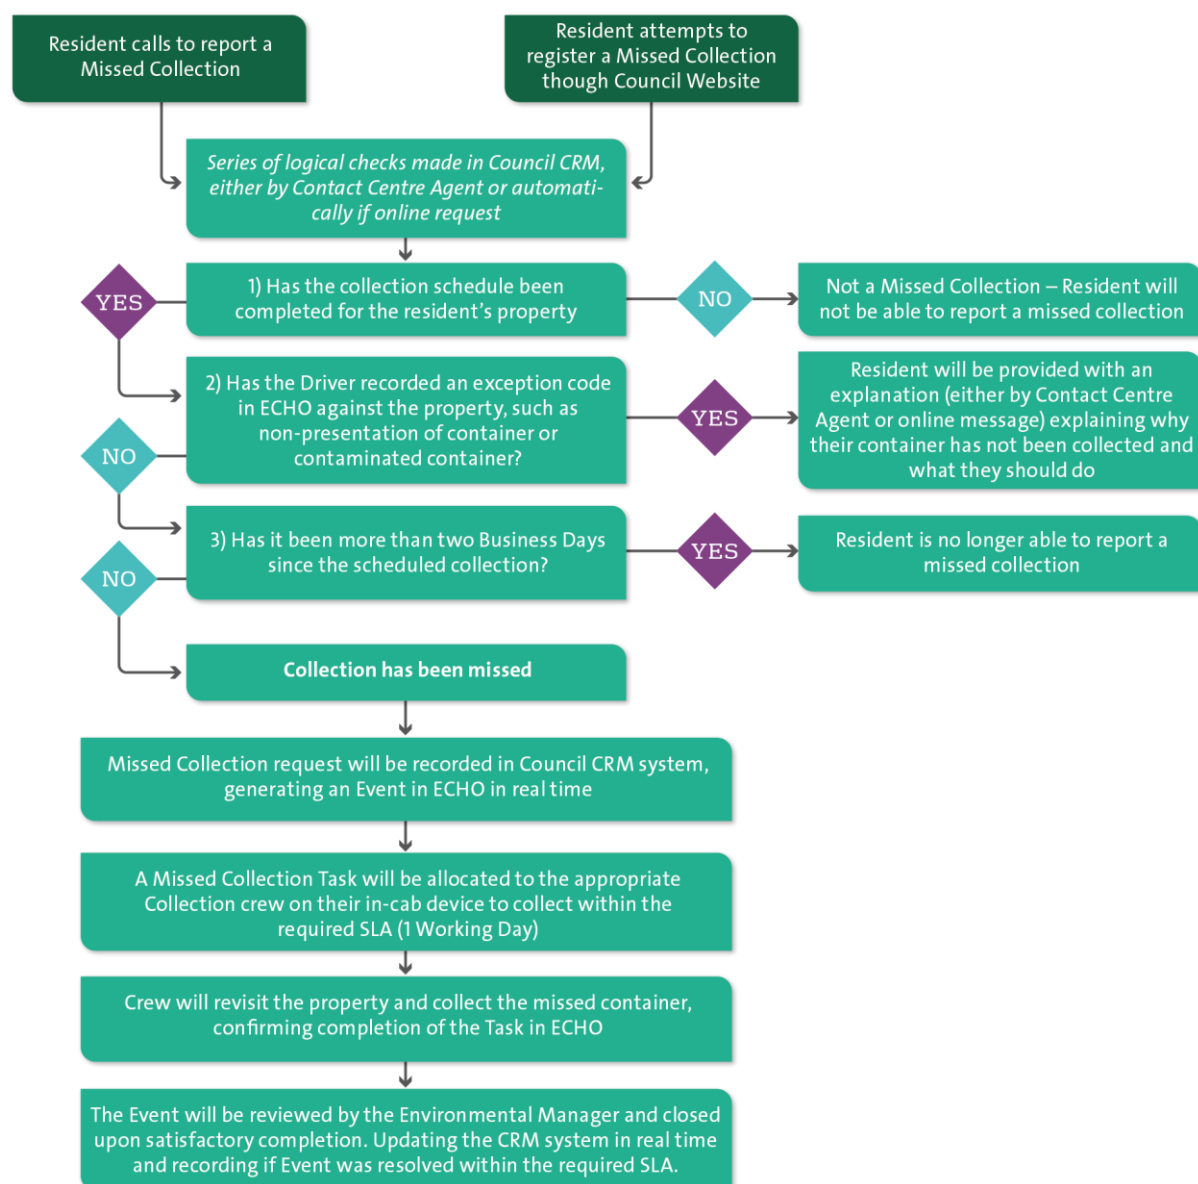 Resident calls to report a
Missed Collection
Resident attempts to
register a Missed Collection
though Council Website
Series of logical checks made in Council CRM,
either by Contact Centre Agent or automati-
cally if online request
YES
1) Has the collection schedule been
completed for the resident’s property
NO
Not a Missed Collection – Resident will
not be able to report a missed collection
2) Has the Driver recorded an exception code
in ECHO against the property, such as
non-presentation of container or
contaminated container?
YES
Resident will be provided with an
explanation (either by Contact Centre
Agent or online message) explaining why
their container has not been collected and
what they should do
NO
3) Has it been more than two Business Days
since the scheduled collection?
YES
Resident is no longer able to report a
missed collection
NO
Collection has been missed
Missed Collection request will be recorded in Council CRM system,
generating an Event in ECHO in real time
A Missed Collection Task will be allocated to the appropriate
Collection crew on their in-cab device to collect within the
required SLA (1 Working Day)
Crew will revisit the property and collect the missed container,
confirming completion of the Task in ECHO
The Event will be reviewed by the Environmental Manager and closed
upon satisfactory completion. Updating the CRM system in real time
and recording if Event was resolved within the required SLA.